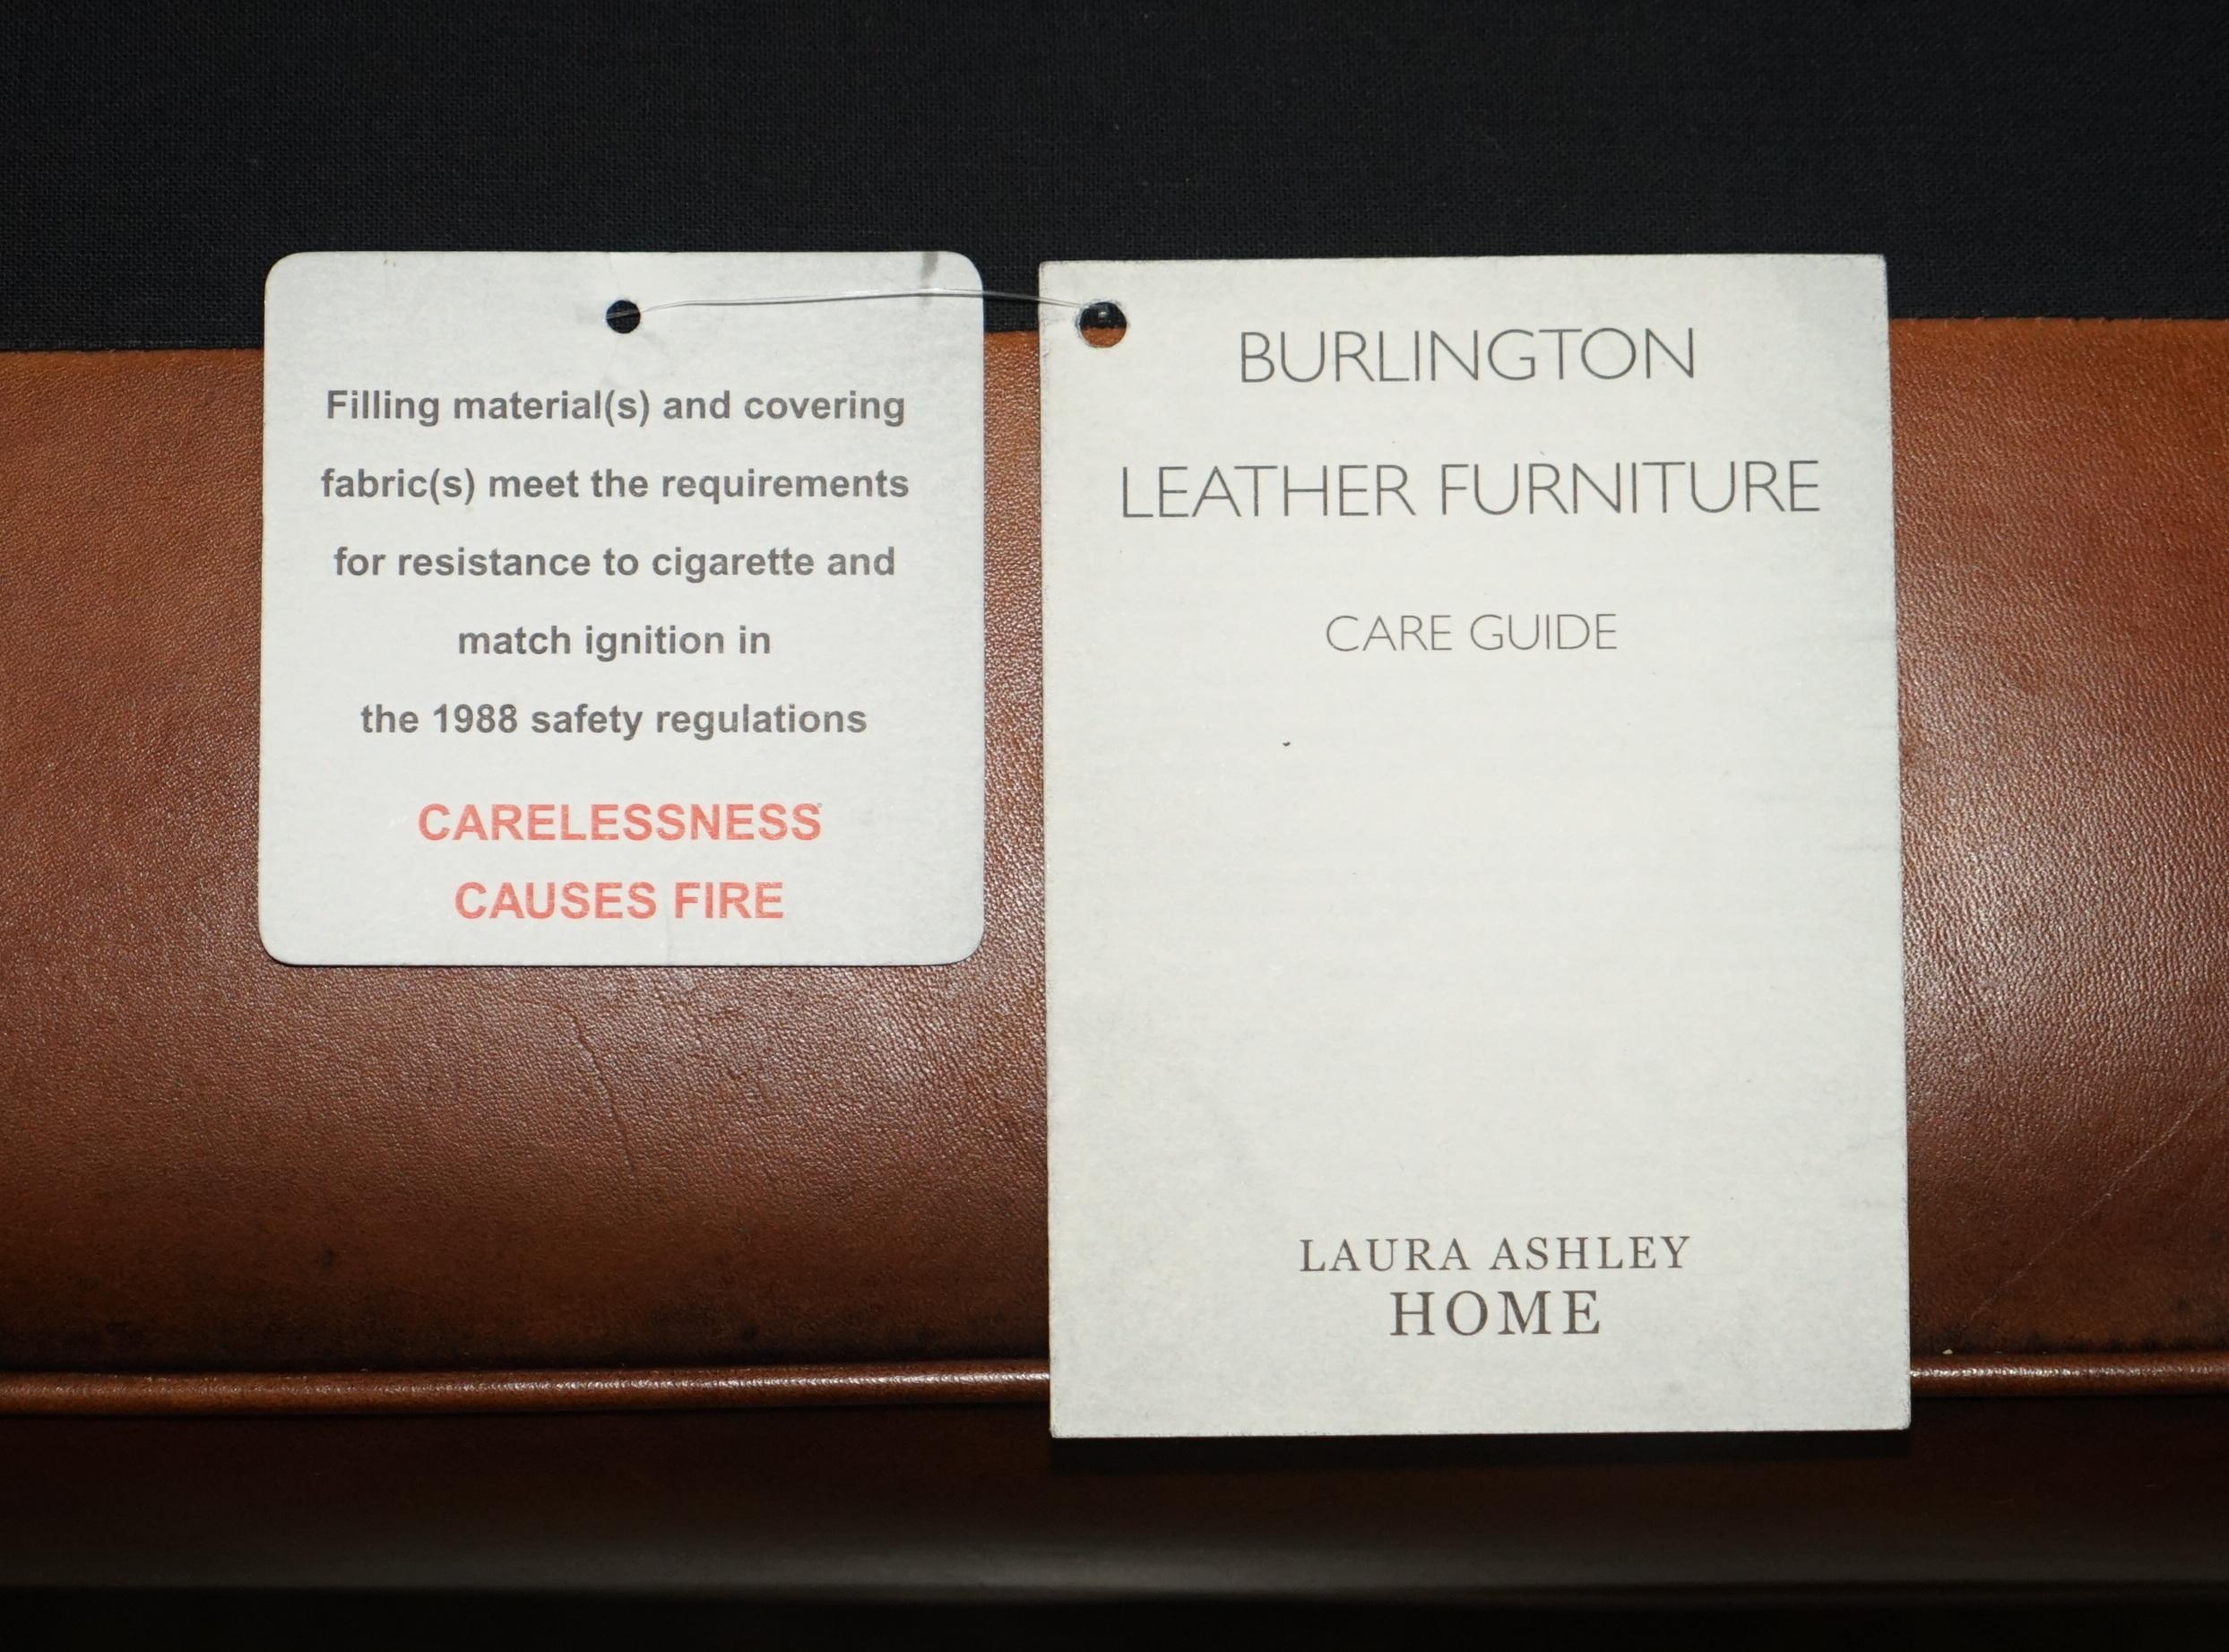 Filling material(s) and covering
fabric(s) meet the requirements
for resistance to cigarette and
match ignition in
the 1988 safety regulations
CARELESSNESS
CAUSES FIRE
BURLINGTON
LEATHER FURNITURE
CARE GUIDE
LAURA ASHLEY
HOME